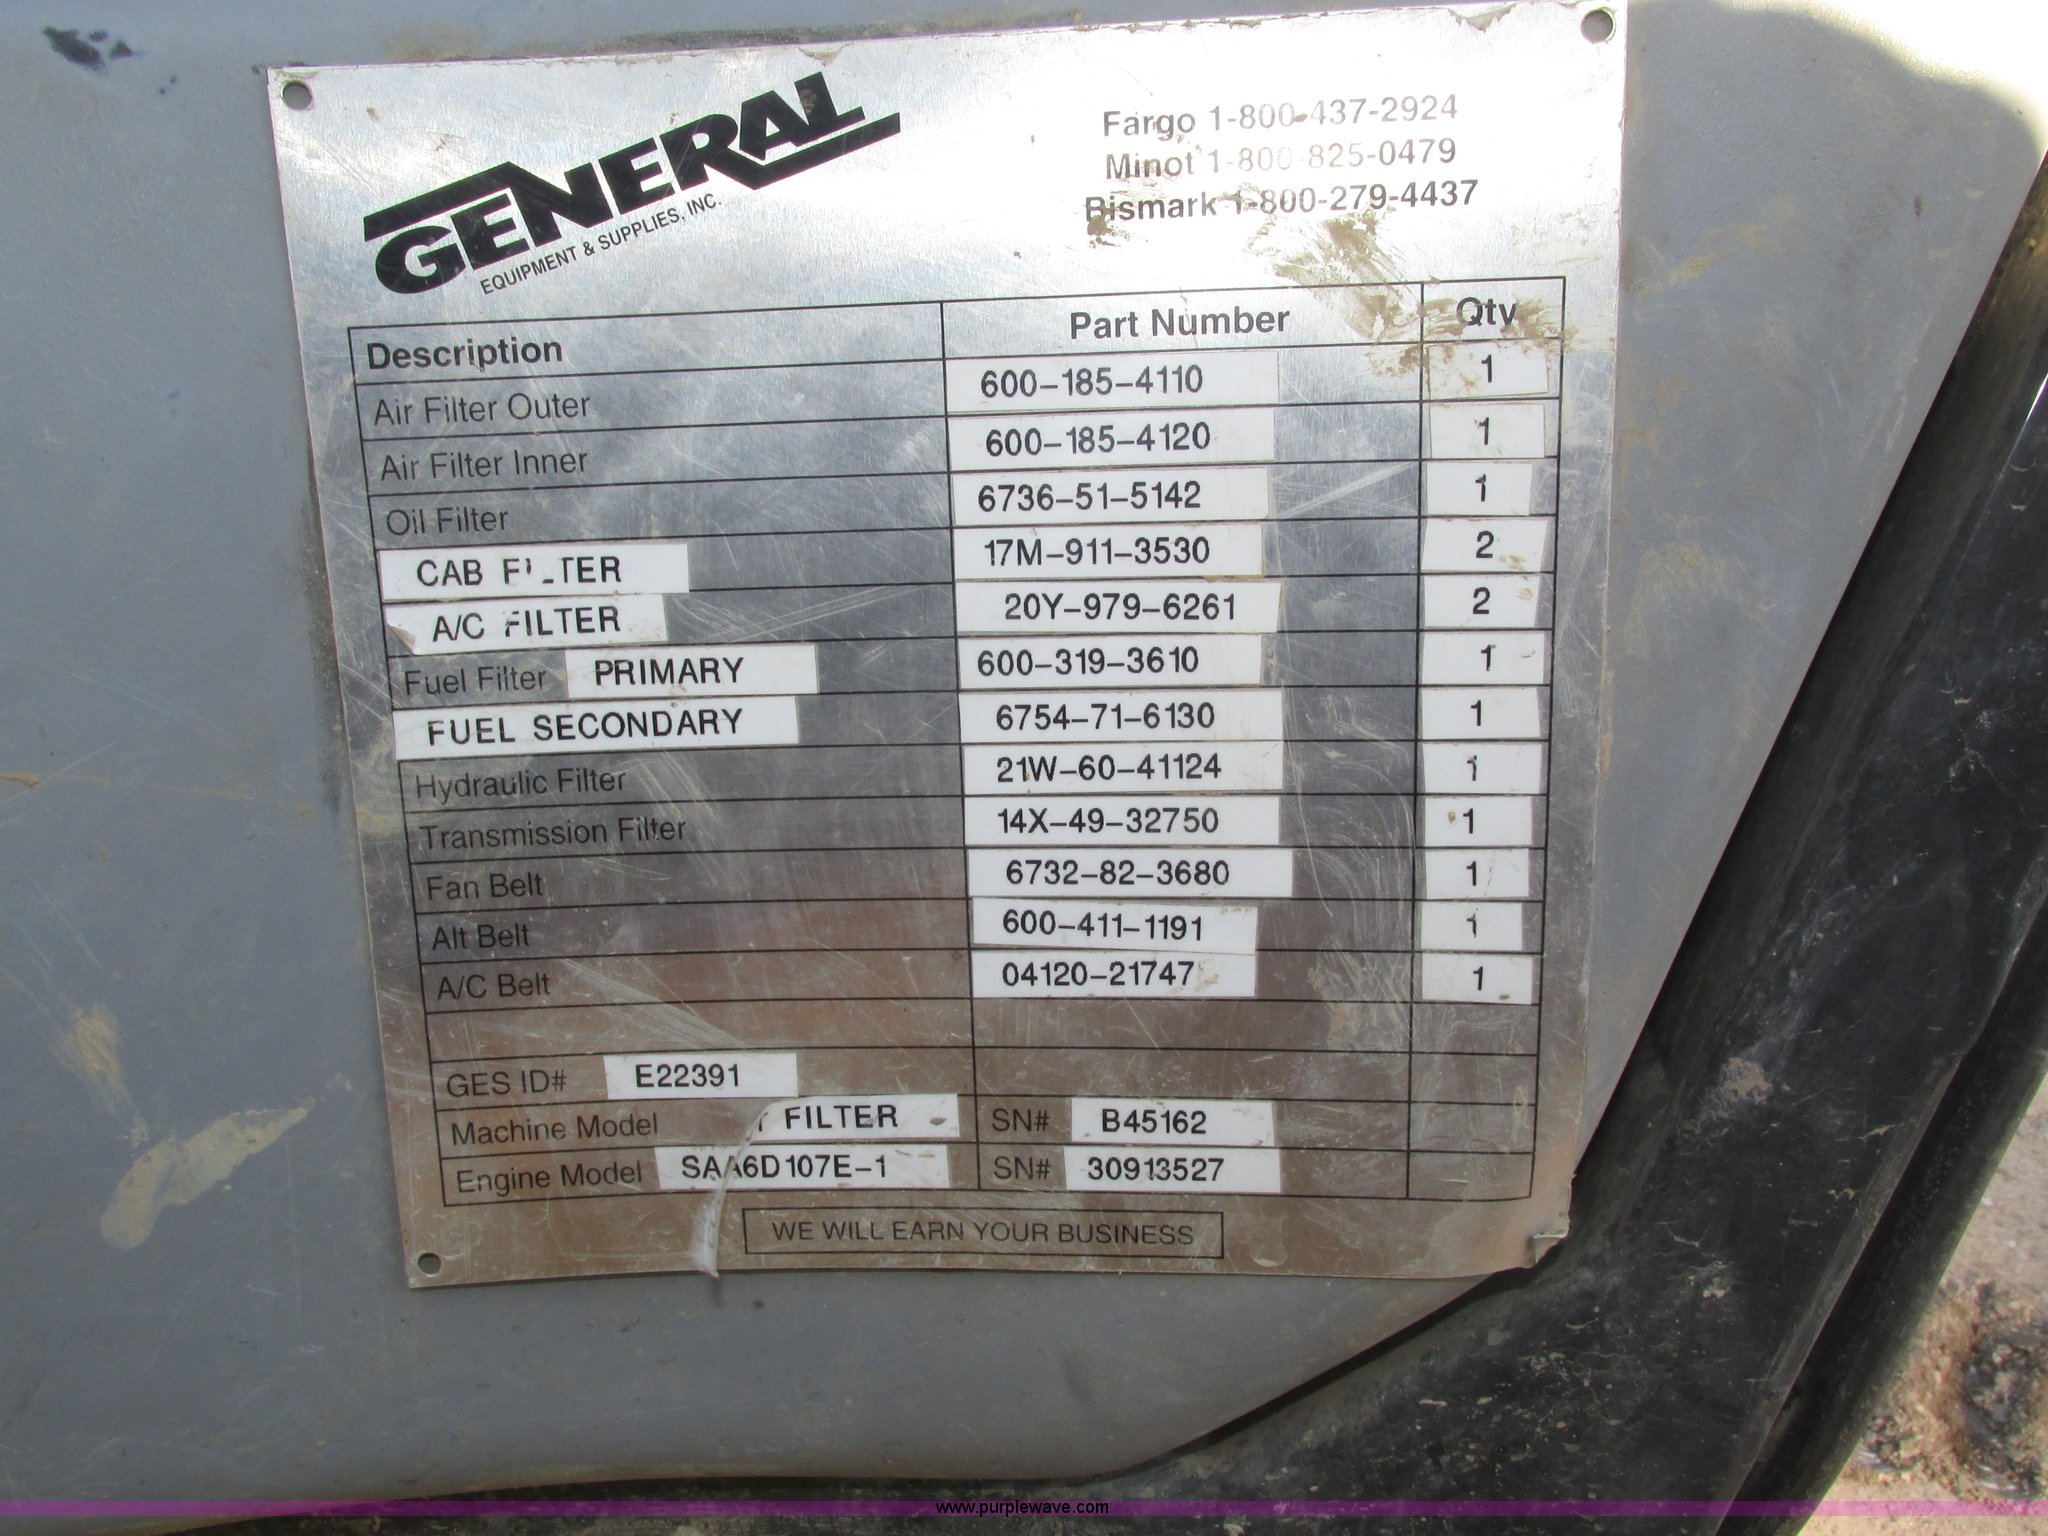 GENERAL
EQUIPMENT & SUPPLIES, INC.
Fargo 1-800-437-2924
Minot 1-800-825-0479
Bismark 1-800-279-4437
Description Part Number Qty
Air Filter Outer 600-185-4110 1
Air Filter Inner 600-185-4120 1
Oil Filter 6736-51-5142 1
CAB FILTER 17M-911-3530 2
A/C FILTER 20Y-979-6261 2
Fuel Filter PRIMARY 600-319-3610 1
FUEL SECONDARY 6754-71-6130 1
Hydraulic Filter 21W-60-41124 1
Transmission Filter 14X-49-32750 1
Fan Belt 6732-82-3680 1
Alt Belt 600-411-1191 1
A/C Belt 04120-21747 1
GES ID# E22391
Machine Model FILTER SN# B45162
Engine Model SAA6D107E-1 SN# 30913527
WE WILL EARN YOUR BUSINESS
www.purplewave.com